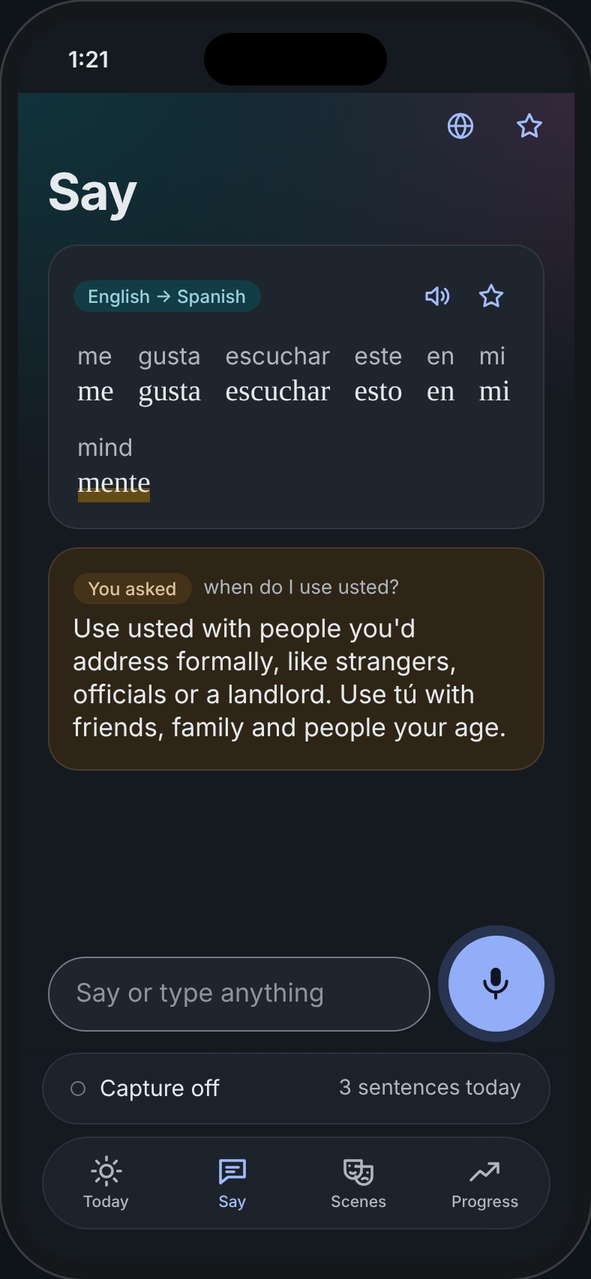 1:21
Say
English → Spanish
me gusta escuchar este en mi
me gusta escuchar esto en mi
mind
mente
You asked when do I use usted?
Use usted with people you'd
address formally, like strangers,
officials or a landlord. Use tú with
friends, family and people your age.
Say or type anything
Capture off 3 sentences today
Today Say Scenes Progress